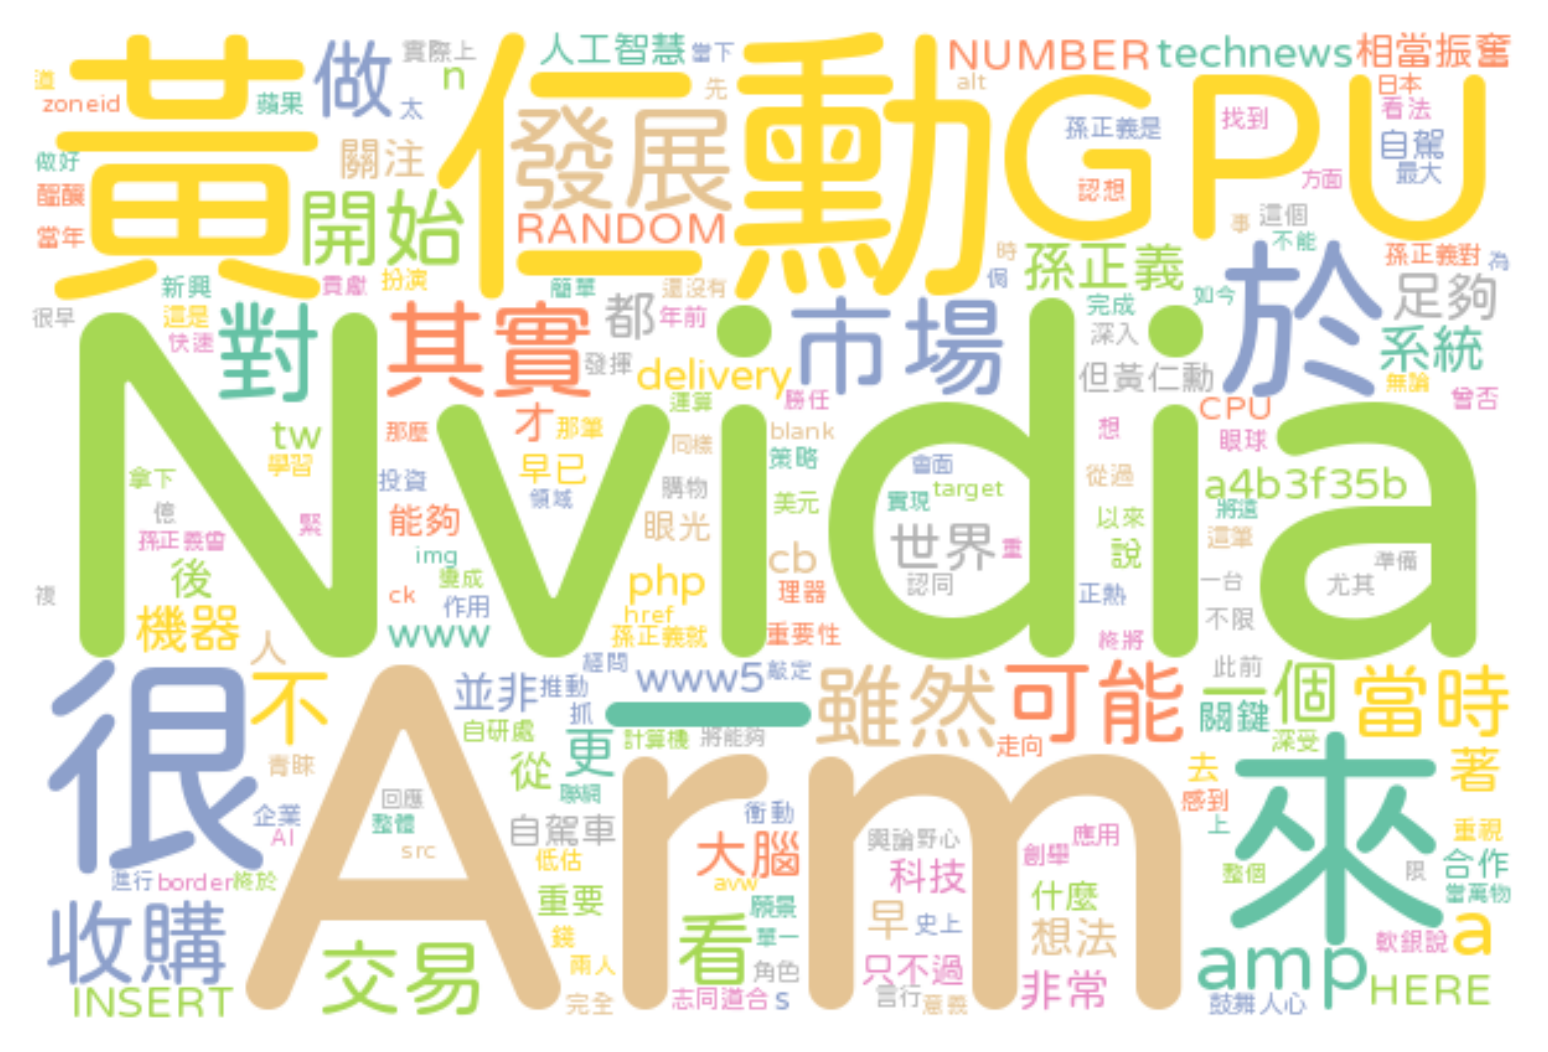 黃仁勳
GPU
Nvidia
Arm
做
實際上
n
人工智慧
當下
NUMBER
technews
相當振奮
道
zoneid
蘋果
太
先
alt
日本
看法
發展
關注
孫正義是
找到
自駕
最大
做好
醞釀
當年
開始
RANDOM
認想
方面
事
這個
不能
時
孫正義
孫正義對
為
新興
貢獻
扮演
簡單
還沒有
偈
足夠
很早
這是
快速
對
其實
都
年前
發揮
delivery
市場
完成
深入
如今
於
系統
但黃仁勳
無論
曾否
運算
勝任
CPU
tw
學習
那麼
才
那筆
同樣
blank
想
眼球
拿下
投資
早已
領域
策略
會面
從過
億
購物
美元
實現
target
a4b3f35b
將這
孫正義曾
緊
能夠
眼光
世界
重
以來
這筆
img
變成
cb
認同
說
一台
準備
尤其
複
後
ck
作用
php
href
理器
正熱
不限
機器
www
孫正義就
重要性
終將
人
經問
很
不
並非
推動
www5
敲定
雖然
可能
此前
一個
當時
抓
一
關鍵
自研處
更
計算機
將能夠
走向
深受
青睞
從
聯網
去
來
著
企業
回應
衝動
感到
AI
整體
自駕車
大腦
輿論野心
應用
上
重視
src
低估
創舉
進行
border
終於
avw
科技
整個
限
合作
當萬物
收購
重要
願景
什麼
交易
錢
看
單一
早
史上
想法
軟銀說
a
兩人
角色
只不過
amp
INSERT
完全
志同道合
s
言行
意義
非常
鼓舞人心
HERE